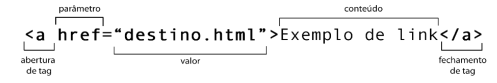 parâmetro conteúdo
<a href="destino.html">Exemplo de link</a>
abertura de tag valor fechamento de tag